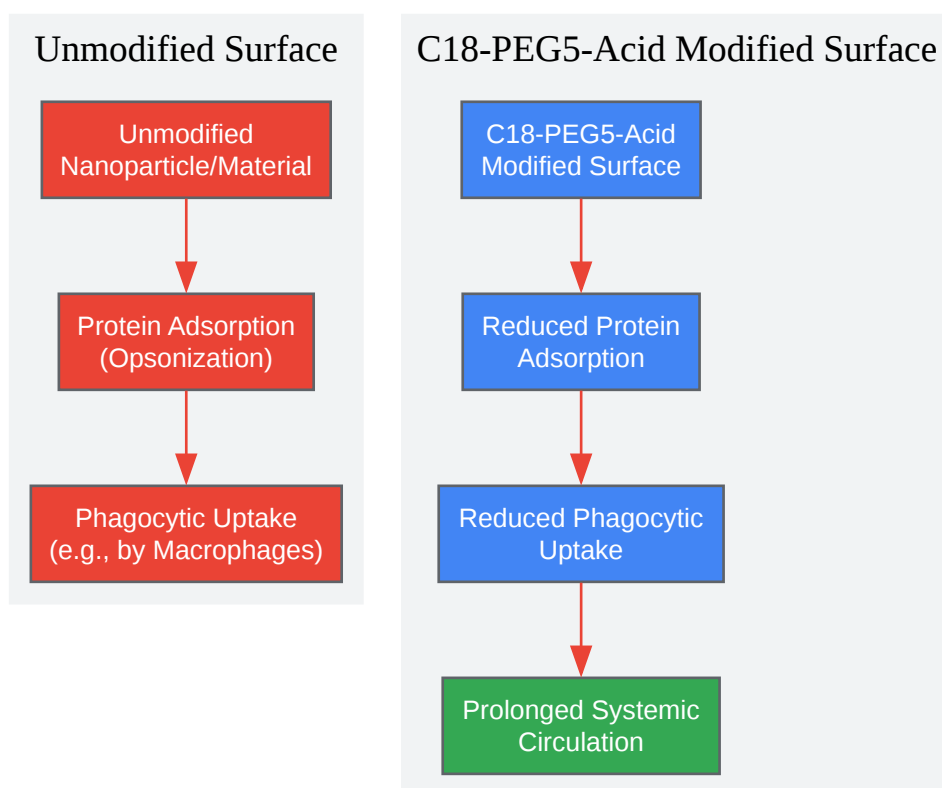 Unmodified Surface
Unmodified
Nanoparticle/Material
Protein Adsorption
(Opsonization)
Phagocytic Uptake
(e.g., by Macrophages)
C18-PEG5-Acid Modified Surface
C18-PEG5-Acid
Modified Surface
Reduced Protein
Adsorption
Reduced Phagocytic
Uptake
Prolonged Systemic
Circulation